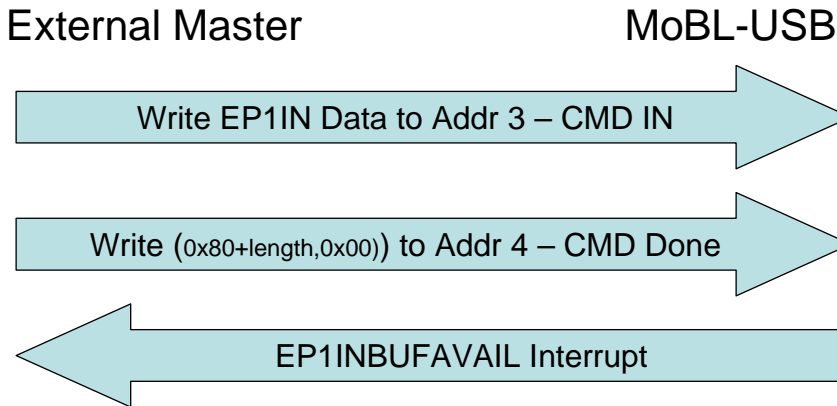 External Master MoBL-USB
Write EP1IN Data to Addr 3 – CMD IN
Write (0x80+length,0x00)) to Addr 4 – CMD Done
EP1INBUFAVAIL Interrupt